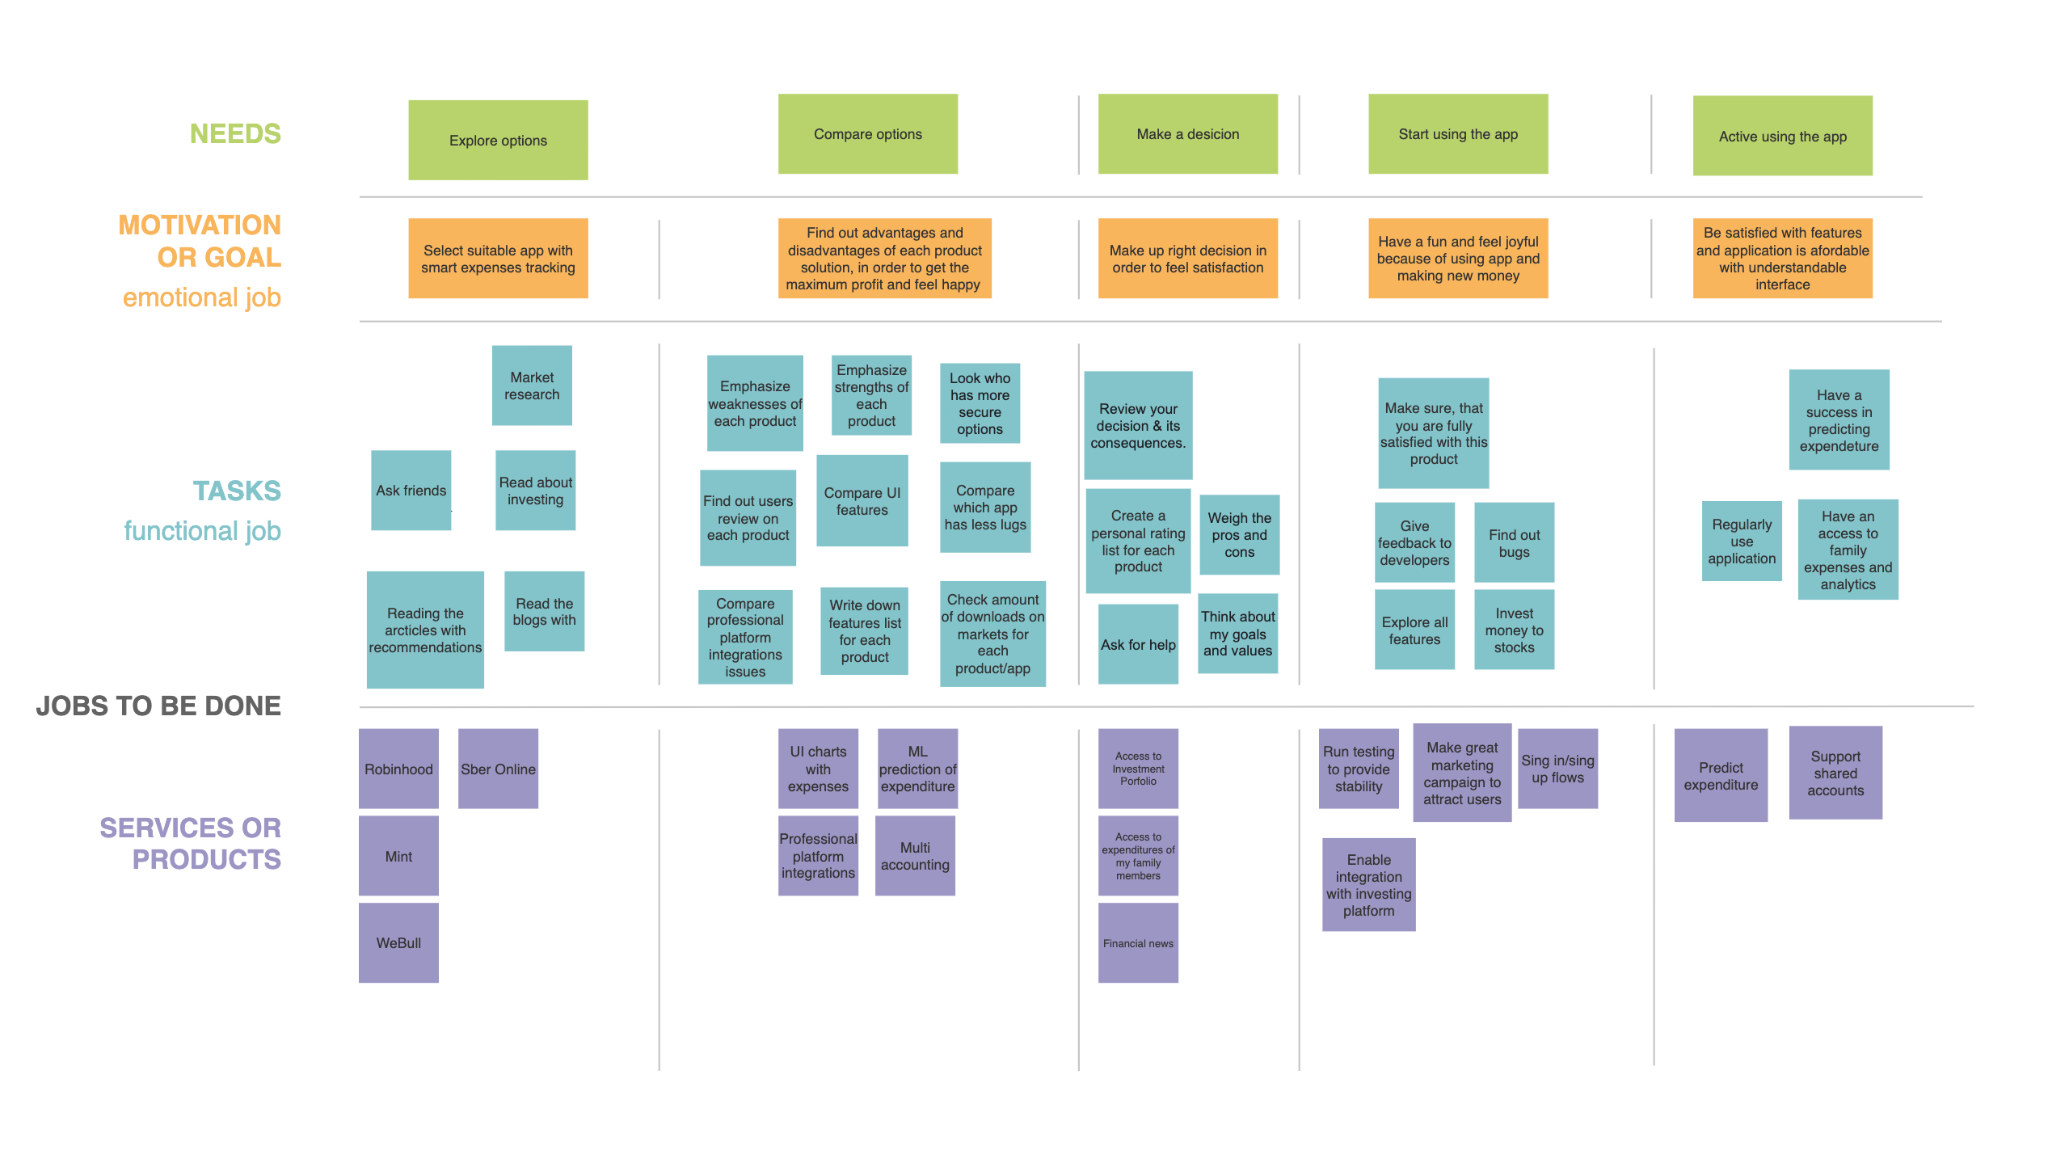 NEEDS
Explore options
Compare options
Make a desicion
Start using the app
Active using the app
MOTIVATION
OR GOAL
emotional job
Select suitable app with
smart expenses tracking
Find out advantages and
disadvantages of each product
solution, in order to get the
maximum profit and feel happy
Make up right decision in
order to feel satisfaction
Have a fun and feel joyful
because of using app and
making new money
Be satisfied with features
and application is afordable
with understandable
interface
TASKS
functional job
Market
research
Ask friends
Read about
investing
Reading the
arcticles with
recommendations
Read the
blogs with
Emphasize
weaknesses of
each product
Emphasize
strengths of
each
product
Look who
has more
secure
options
Find out users
review on
each product
Compare UI
features
Compare
which app
has less lugs
Compare
professional
platform
integrations
issues
Write down
features list
for each
product
Check amount
of downloads on
markets for
each
product/app
Review your
decision & its
consequences.
Create a
personal rating
list for each
product
Weigh the
pros and
cons
Ask for help
Think about
my goals
and values
Make sure, that
you are fully
satisfied with this
product
Give
feedback to
developers
Find out
bugs
Explore all
features
Invest
money to
stocks
Have a
success in
predicting
expendeture
Regularly
use
application
Have an
access to
family
expenses and
analytics
JOBS TO BE DONE
SERVICES OR
PRODUCTS
Robinhood
Sber Online
Mint
WeBull
UI charts
with
expenses
ML
prediction of
expenditure
Professional
platform
integrations
Multi
accounting
Access to
Investment
Porfolio
Access to
expenditures of
my family
members
Financial news
Run testing
to provide
stability
Make great
marketing
campaign to
attract users
Sing in/sing
up flows
Enable
integration
with investing
platform
Predict
expenditure
Support
shared
accounts